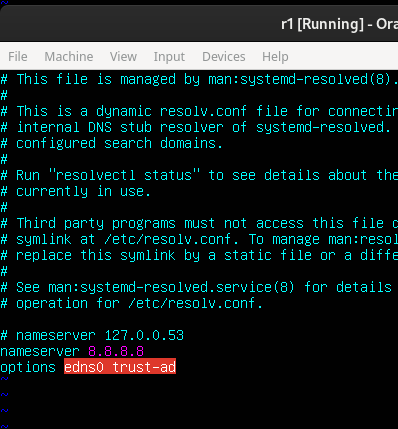 r1 [Running] - Ora
File Machine View Input Devices Help
# This file is managed by man:systemd-resolved(8).
#
# This is a dynamic resolv.conf file for connectin
# internal DNS stub resolver of systemd-resolved.
# configured search domains.
#
# Run "resolvectl status" to see details about the
# currently in use.
#
# Third party programs must not access this file
# symlink at /etc/resolv.conf. To manage man:resol
# replace this symlink by a static file or a diffe
#
# See man:systemd-resolved.service(8) for details
# operation for /etc/resolv.conf.

# nameserver 127.0.0.53
nameserver 8.8.8.8
options edns0 trust-ad
~
~
~
~